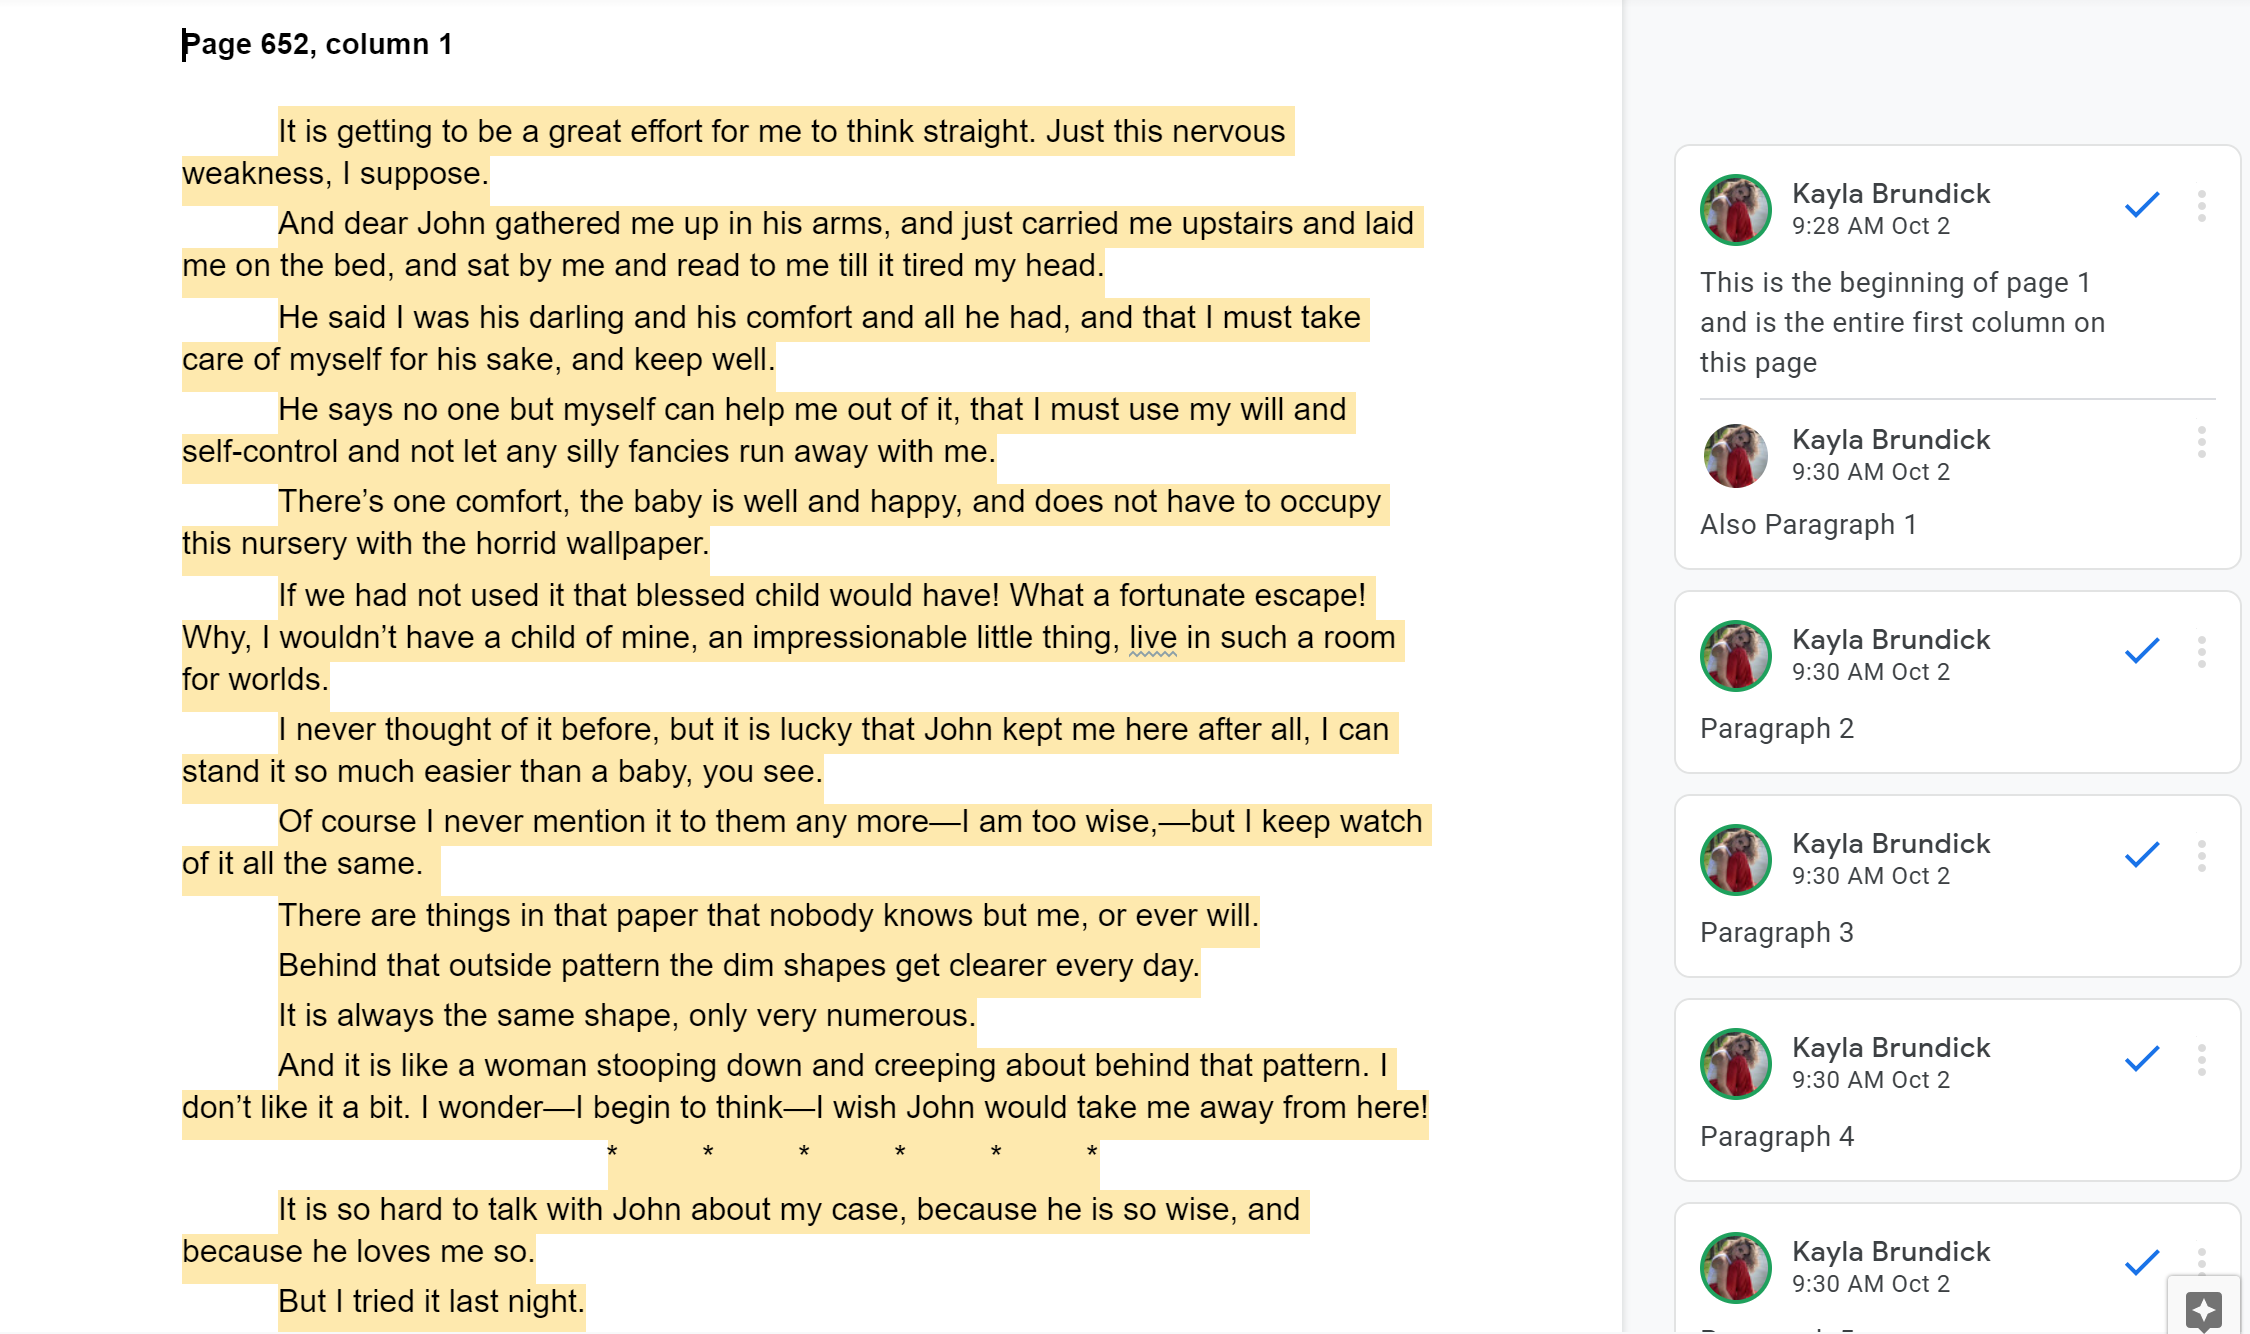 Page 652, column 1
It is getting to be a great effort for me to think straight. Just this nervous
weakness, I suppose.
And dear John gathered me up in his arms, and just carried me upstairs and laid
me on the bed, and sat by me and read to me till it tired my head.
He said I was his darling and his comfort and all he had, and that I must take
care of myself for his sake, and keep well.
He says no one but myself can help me out of it, that I must use my will and
self-control and not let any silly fancies run away with me.
There’s one comfort, the baby is well and happy, and does not have to occupy
this nursery with the horrid wallpaper.
If we had not used it that blessed child would have! What a fortunate escape!
Why, I wouldn’t have a child of mine, an impressionable little thing, live in such a room
for worlds.
I never thought of it before, but it is lucky that John kept me here after all, I can
stand it so much easier than a baby, you see.
Of course I never mention it to them any more—I am too wise,—but I keep watch
of it all the same.
There are things in that paper that nobody knows but me, or ever will.
Behind that outside pattern the dim shapes get clearer every day.
It is always the same shape, only very numerous.
And it is like a woman stooping down and creeping about behind that pattern. I
don’t like it a bit. I wonder—I begin to think—I wish John would take me away from here!
* * * * * *
It is so hard to talk with John about my case, because he is so wise, and
because he loves me so.
But I tried it last night.
Kayla Brundick
9:28 AM Oct 2
This is the beginning of page 1
and is the entire first column on
this page
Kayla Brundick
9:30 AM Oct 2
Also Paragraph 1
Kayla Brundick
9:30 AM Oct 2
Paragraph 2
Kayla Brundick
9:30 AM Oct 2
Paragraph 3
Kayla Brundick
9:30 AM Oct 2
Paragraph 4
Kayla Brundick
9:30 AM Oct 2